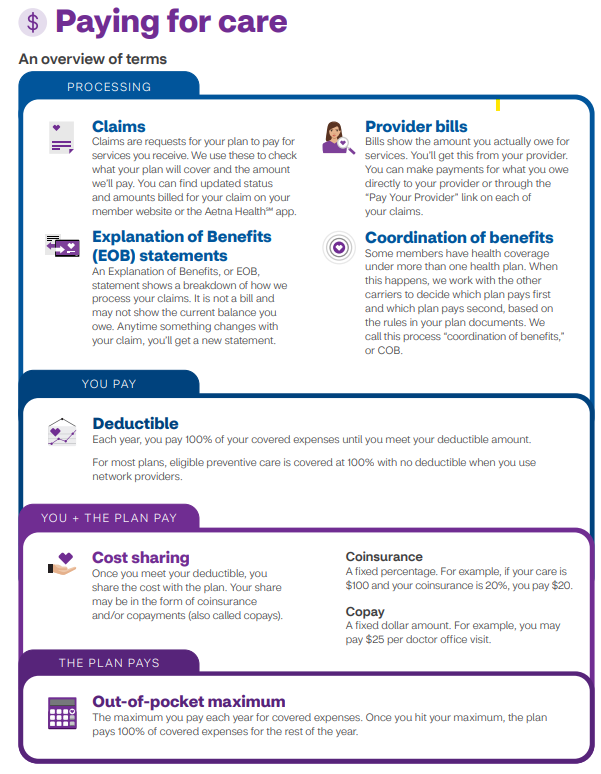 $ Paying for care
An overview of terms
PROCESSING
Claims
Claims are requests for your plan to pay for
services you receive. We use these to check
what your plan will cover and the amount
we'll pay. You can find updated status
and amounts billed for your claim on your
member website or the Aetna Health℠ app.
Explanation of Benefits
(EOB) statements
An Explanation of Benefits, or EOB,
statement shows a breakdown of how we
process your claims. It is not a bill and
may not show the current balance you
owe. Anytime something changes with
your claim, you'll get a new statement.
Provider bills
Bills show the amount you actually owe for
services. You'll get this from your provider.
You can make payments for what you owe
directly to your provider or through the
“Pay Your Provider” link on each of
your claims.
Coordination of benefits
Some members have health coverage
under more than one health plan. When
this happens, we work with the other
carriers to decide which plan pays first
and which plan pays second, based on
the rules in your plan documents. We
call this process “coordination of benefits,”
or COB.
YOU PAY
Deductible
Each year, you pay 100% of your covered expenses until you meet your deductible amount.
For most plans, eligible preventive care is covered at 100% with no deductible when you use
network providers.
YOU + THE PLAN PAY
Cost sharing
Once you meet your deductible, you
share the cost with the plan. Your share
may be in the form of coinsurance
and/or copayments (also called copays).
Coinsurance
A fixed percentage. For example, if your care is
$100 and your coinsurance is 20%, you pay $20.
Copay
A fixed dollar amount. For example, you may
pay $25 per doctor office visit.
THE PLAN PAYS
Out-of-pocket maximum
The maximum you pay each year for covered expenses. Once you hit your maximum, the plan
pays 100% of covered expenses for the rest of the year.